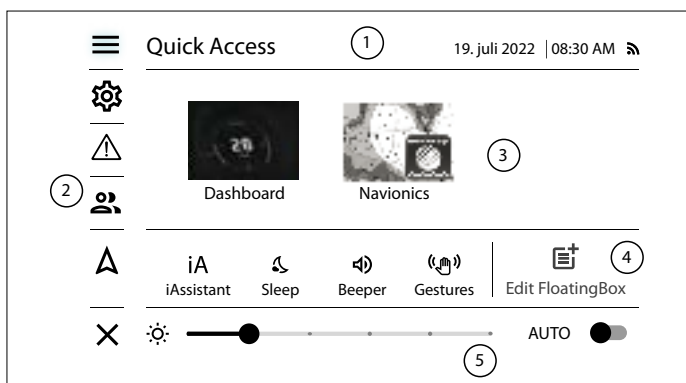 Quick Access
1
19. juli 2022 | 08:30 AM
29
Dashboard
Navionics
3
2
iA
iAssistant
Sleep
Beeper
Gestures
Edit FloatingBox
4
AUTO
5